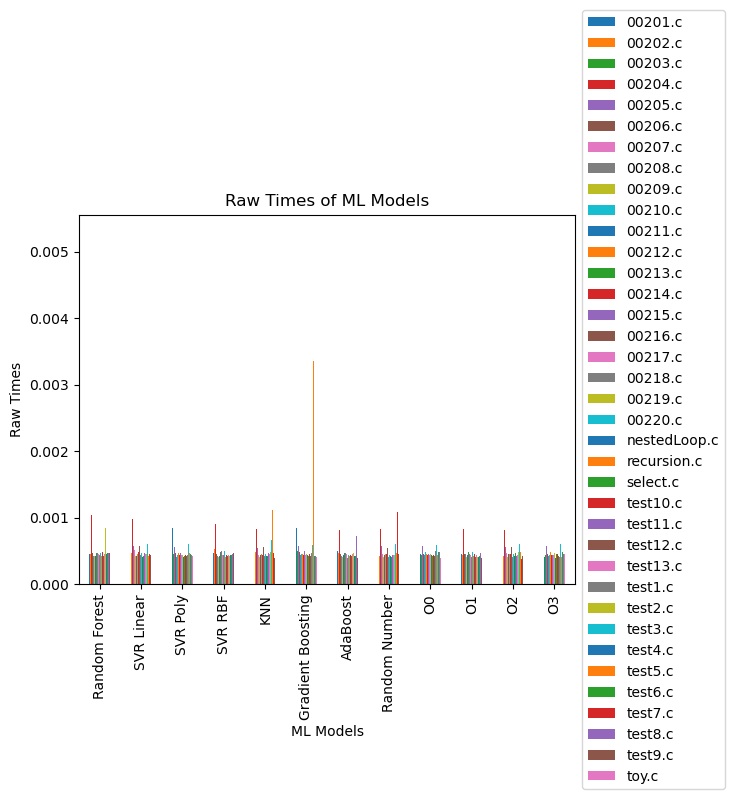 Raw Times of ML Models
Raw Times
0.005
0.004
0.003
0.002
0.001
0.000
Random Forest
SVR Linear
SVR Poly
SVR RBF
KNN
Gradient Boosting
AdaBoost
Random Number
O0
O1
O2
O3
ML Models
00201.c
00202.c
00203.c
00204.c
00205.c
00206.c
00207.c
00208.c
00209.c
00210.c
00211.c
00212.c
00213.c
00214.c
00215.c
00216.c
00217.c
00218.c
00219.c
00220.c
nestedLoop.c
recursion.c
select.c
test10.c
test11.c
test12.c
test13.c
test1.c
test2.c
test3.c
test4.c
test5.c
test6.c
test7.c
test8.c
test9.c
toy.c